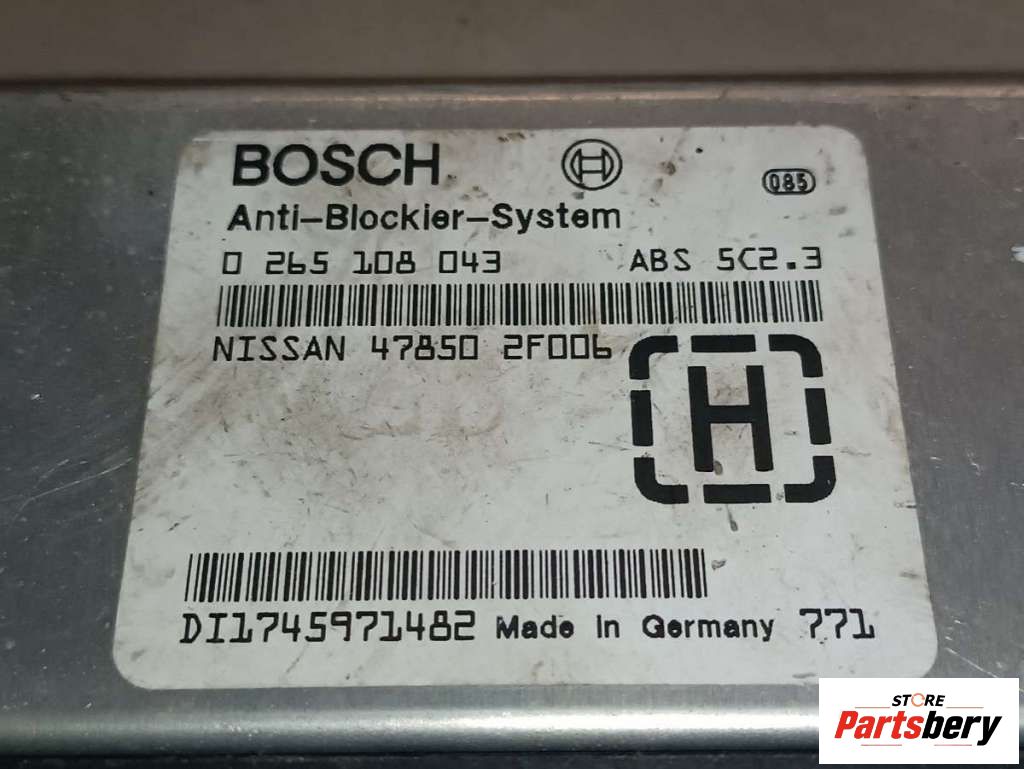 BOSCH
085
Anti-Blockier-System
0 265 108 043 ABS 5C2.3
NISSAN 47850 2F006
H
DI1745971482 Made in Germany 771
STORE
Partsbery